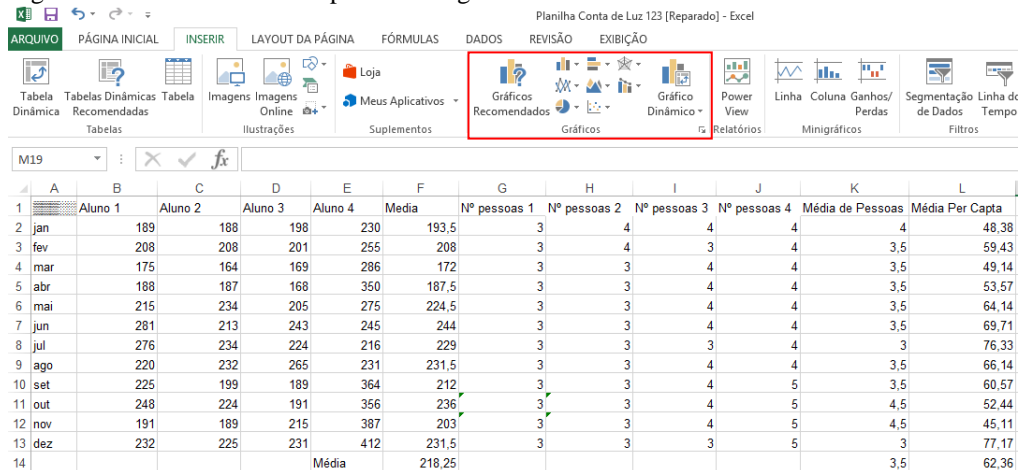 Planilha Conta de Luz 123 [Reparado] - Excel
ARQUIVO PÁGINA INICIAL INSERIR LAYOUT DA PÁGINA FÓRMULAS DADOS REVISÃO EXIBIÇÃO
Loja
Meus Aplicativos
Tabela Dinâmica
Tabelas Dinâmicas Recomendadas
Tabela
Imagens
Imagens Online
Gráficos Recomendados
Gráfico Dinâmico
Power View
Linha
Coluna
Ganhos/ Perdas
Segmentação de Dados
Linha do Tempo
Tabelas Ilustrações Suplementos Gráficos Relatórios Minigráficos Filtros
M19 fx
A B C D E F G H I J K L
1 Aluno 1 Aluno 2 Aluno 3 Aluno 4 Media Nº pessoas 1 Nº pessoas 2 Nº pessoas 3 Nº pessoas 4 Média de Pessoas Média Per Capta
2 jan 189 188 198 230 193,5 3 4 4 4 4 48,38
3 fev 208 208 201 255 208 3 4 3 4 3,5 59,43
4 mar 175 164 169 286 172 3 3 4 4 3,5 49,14
5 abr 188 187 168 350 187,5 3 3 4 4 3,5 53,57
6 mai 215 234 205 275 224,5 3 3 4 4 3,5 64,14
7 jun 281 213 243 245 244 3 3 4 4 3,5 69,71
8 jul 276 234 224 216 229 3 3 3 4 3 76,33
9 ago 220 232 265 231 231,5 3 3 4 4 3,5 66,14
10 set 225 199 189 364 212 3 3 4 5 3,5 60,57
11 out 248 224 191 356 236 3 3 4 5 4,5 52,44
12 nov 191 189 215 387 203 3 3 4 5 4,5 45,11
13 dez 232 225 231 412 231,5 3 3 3 5 3 77,17
14 Média 218,25 3,5 62,36